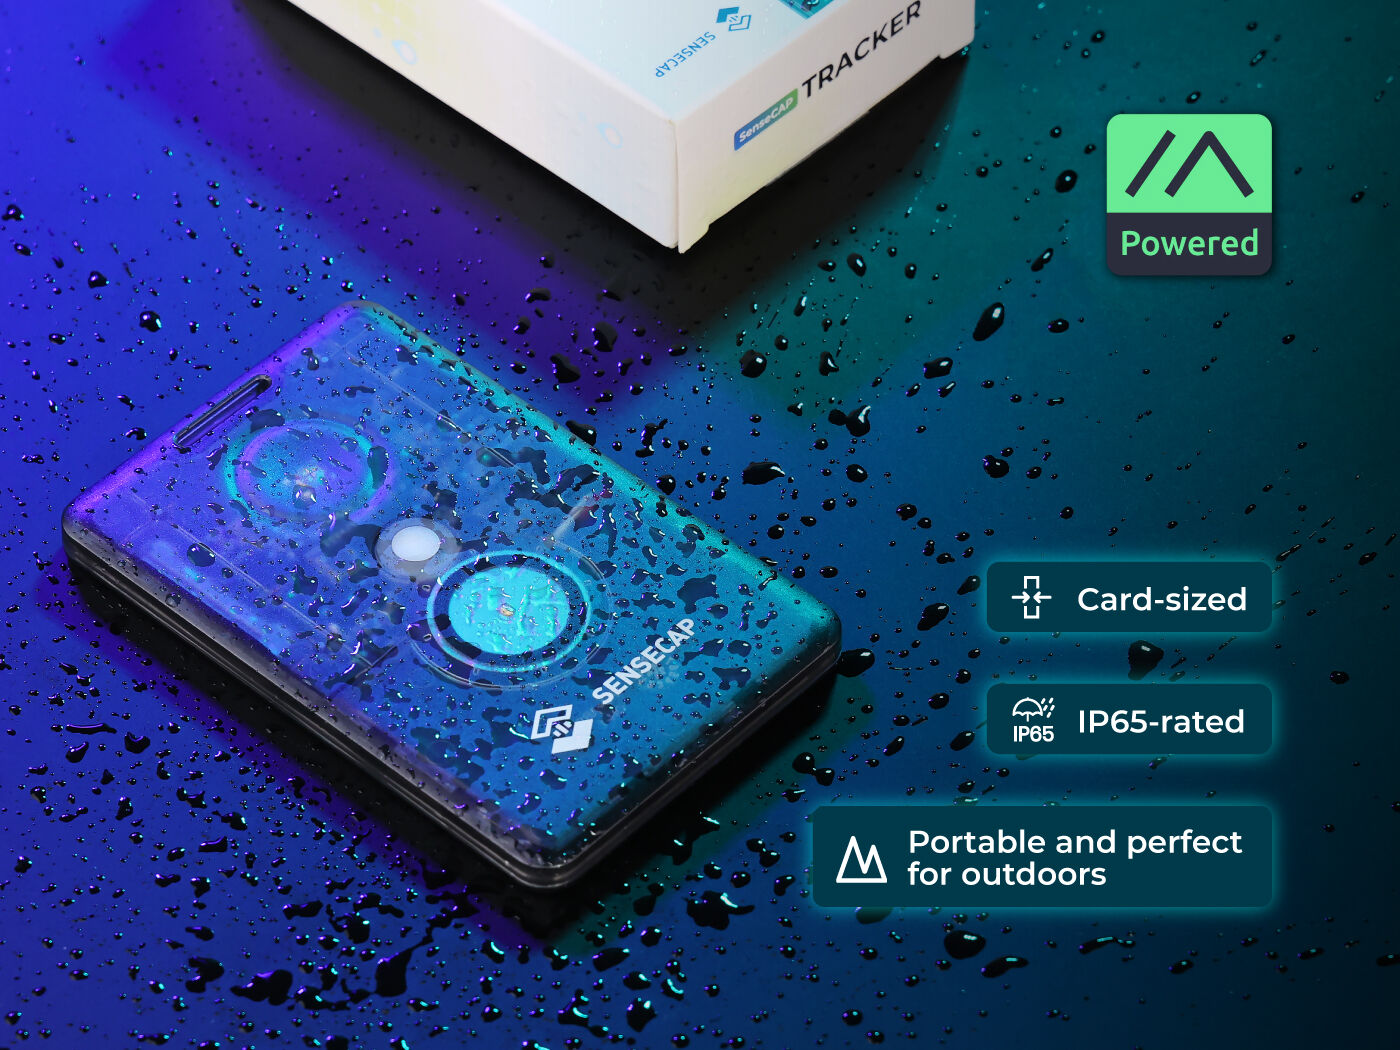 SENSECAP
SenseCAP TRACKER
Powered
SENSECAP
Card-sized
IP65
IP65-rated
Portable and perfect
for outdoors